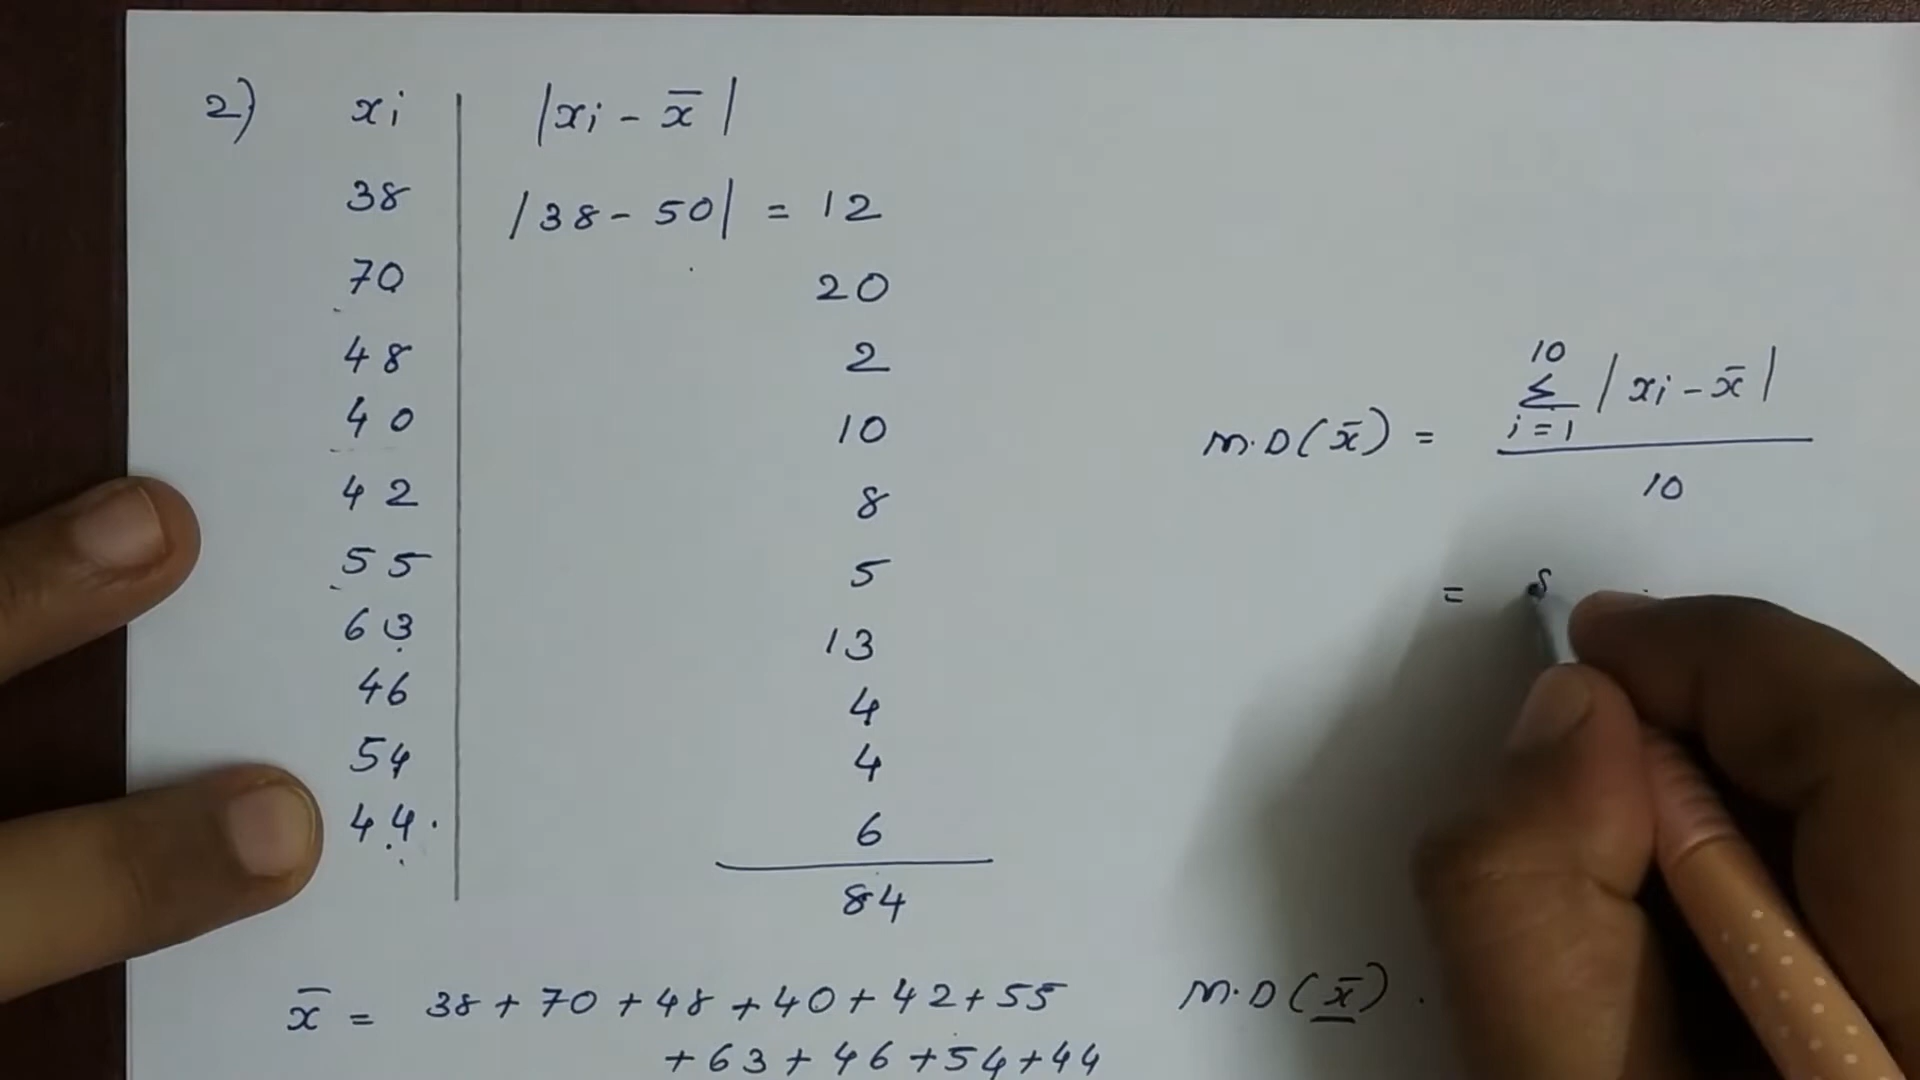 2) xi | |xi - x̄|
38 |38 - 50| = 12
70 20
48 2
40 10
42 8
55 5
63 13
46 4
54 4
44. 6
84
M.D(x̄) = 10 Σ i=1 |xi - x̄| / 10
=
x̄ = 38 + 70 + 48 + 40 + 42 + 55
+ 63 + 46 + 54 + 44
M.D(x̄).